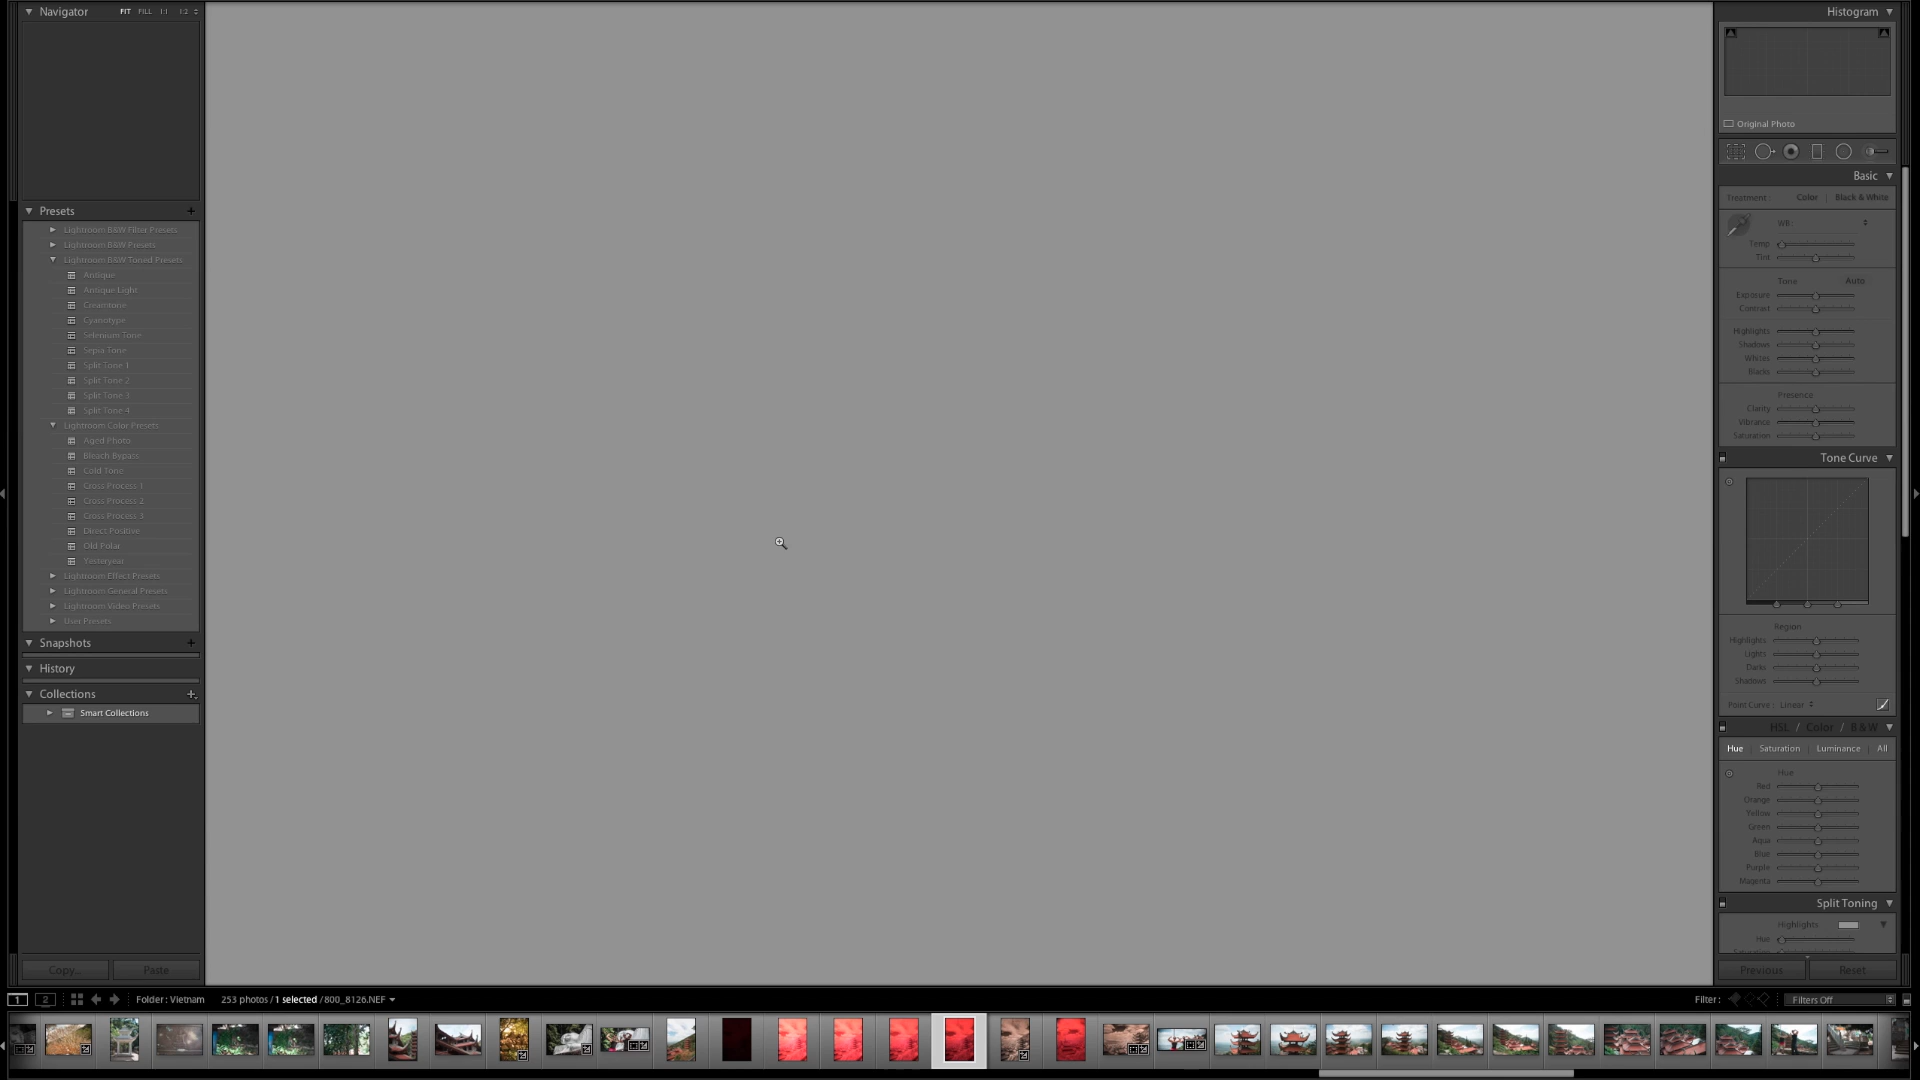 Navigator
FIT FILL 1:1 1:2
Presets +
Lightroom B&W Filter Presets
Lightroom B&W Presets
Lightroom B&W Toned Presets
Antique
Antique Light
Creamtone
Cyanotype
Selenium Tone
Sepia Tone
Split Tone 1
Split Tone 2
Split Tone 3
Split Tone 4
Lightroom Color Presets
Aged Photo
Bleach Bypass
Cold Tone
Cross Process 1
Cross Process 2
Cross Process 3
Direct Positive
Old Polar
Yesteryear
Lightroom Effect Presets
Lightroom General Presets
Lightroom Video Presets
User Presets
Snapshots +
History
Collections +
Smart Collections
Copy... Paste
Histogram
Original Photo
Basic
Treatment : Color | Black & White
WB :
Temp
Tint
Tone Auto
Exposure
Contrast
Highlights
Shadows
Whites
Blacks
Presence
Clarity
Vibrance
Saturation
Tone Curve
Region
Highlights
Lights
Darks
Shadows
Point Curve : Linear
HSL / Color / B & W
Hue | Saturation | Luminance | All
Hue
Red
Orange
Yellow
Green
Aqua
Blue
Purple
Magenta
Split Toning
Highlights
Hue
Saturation
Previous Reset
1 2 Folder : Vietnam 253 photos / 1 selected / 800_8126.NEF Filter : Filters Off